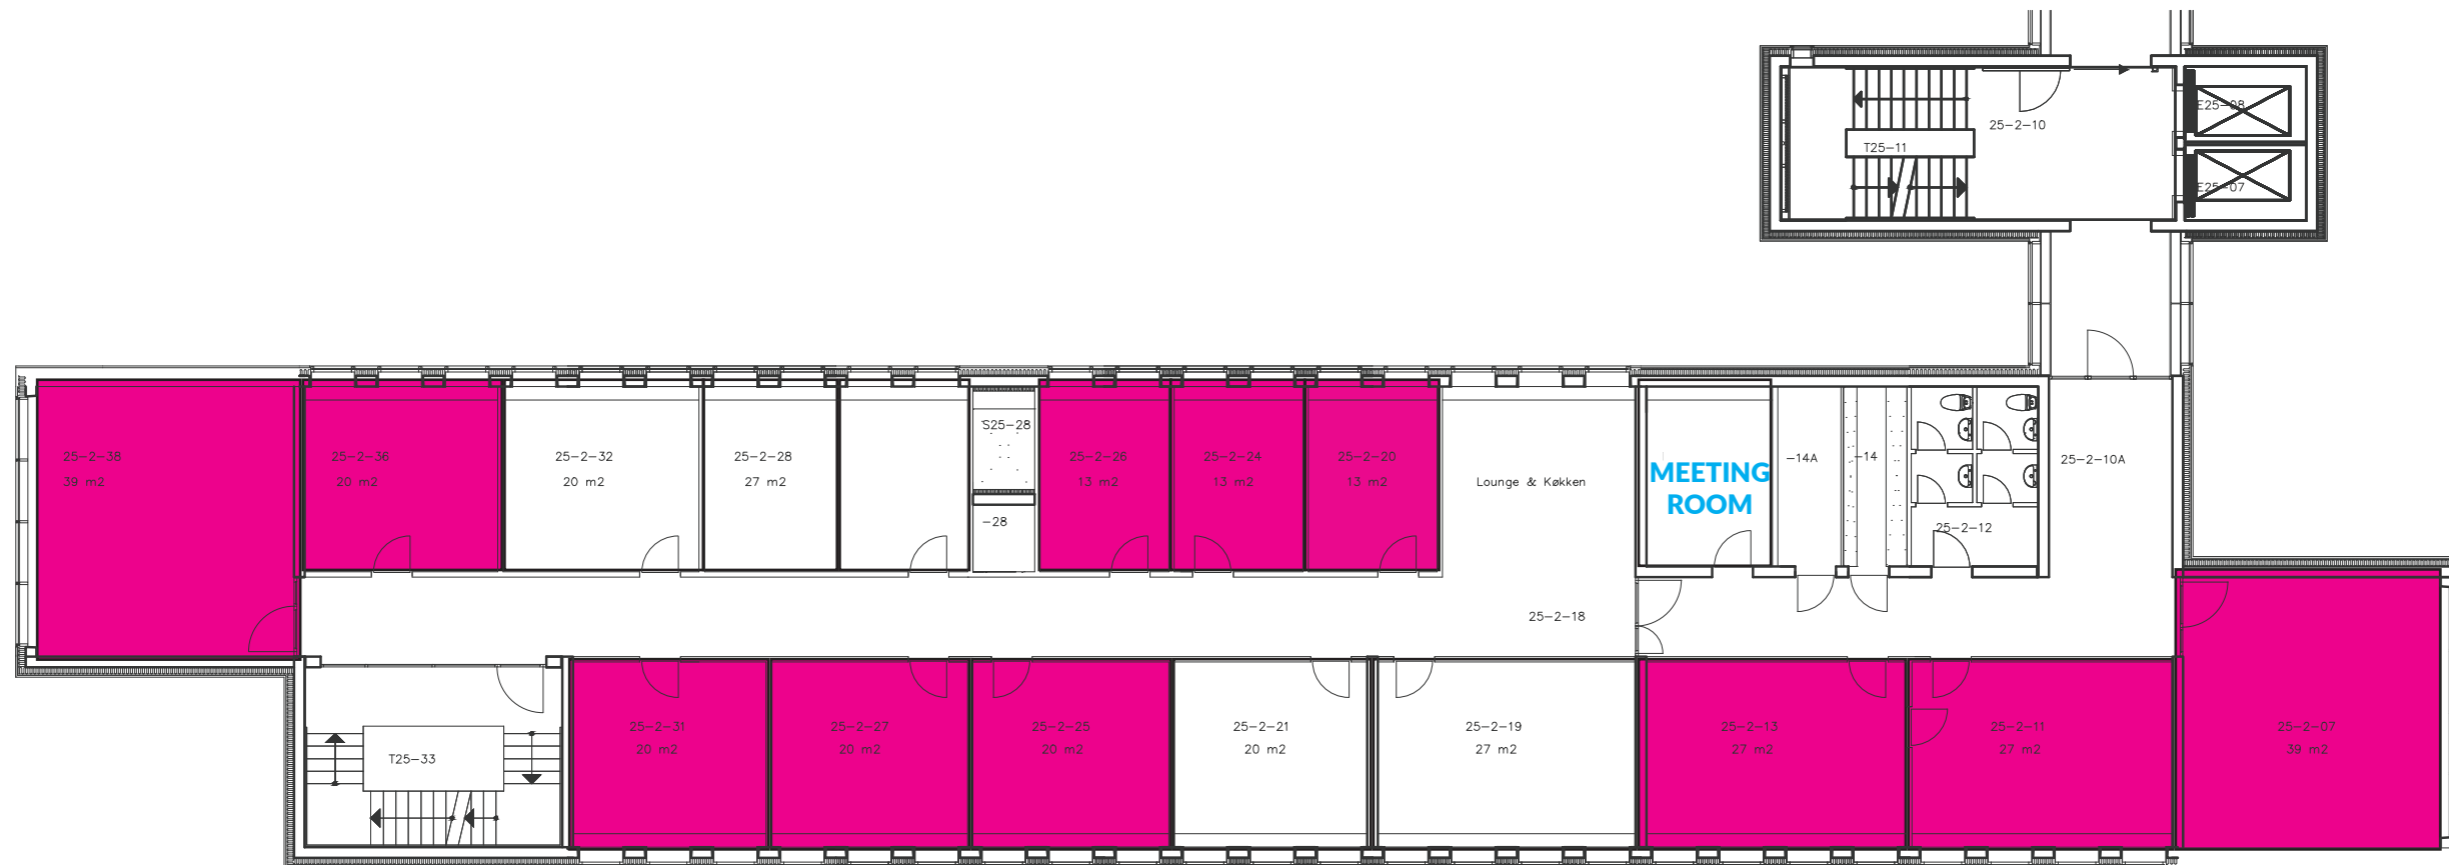 E25-08
25-2-10
T25-11
E25-07
S25-28
25-2-38
39 m2
25-2-36
20 m2
25-2-32
20 m2
25-2-28
27 m2
25-2-26
13 m2
25-2-24
13 m2
25-2-20
13 m2
Lounge & Køkken
MEETING
ROOM
-14A
-14
25-2-10A
-28
25-2-12
25-2-18
25-2-31
20 m2
25-2-27
20 m2
25-2-25
20 m2
25-2-21
20 m2
25-2-19
27 m2
25-2-13
27 m2
25-2-11
27 m2
25-2-07
39 m2
T25-33